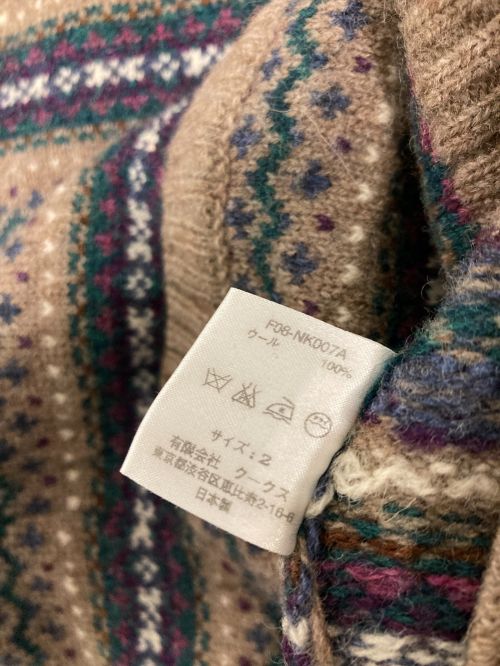 F08-NK007A
ウール 100%
サイズ: 2
有限会社 クークス
東京都渋谷区恵比寿2-16-6
日本製